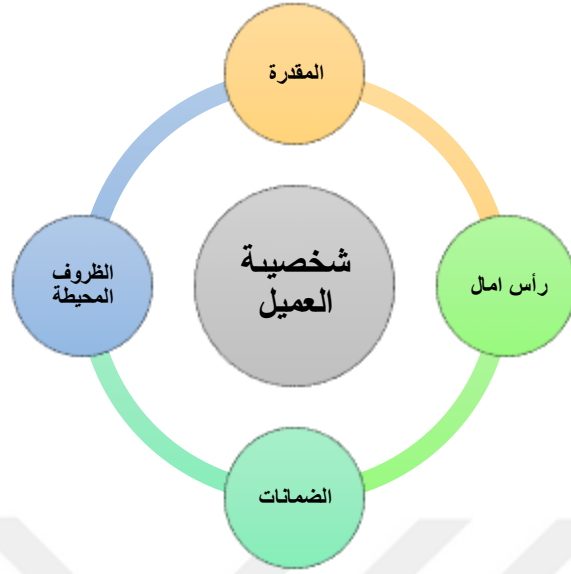 المقدرة
شخصية
العميل
رأس امال
الظروف
المحيطة
الضمانات